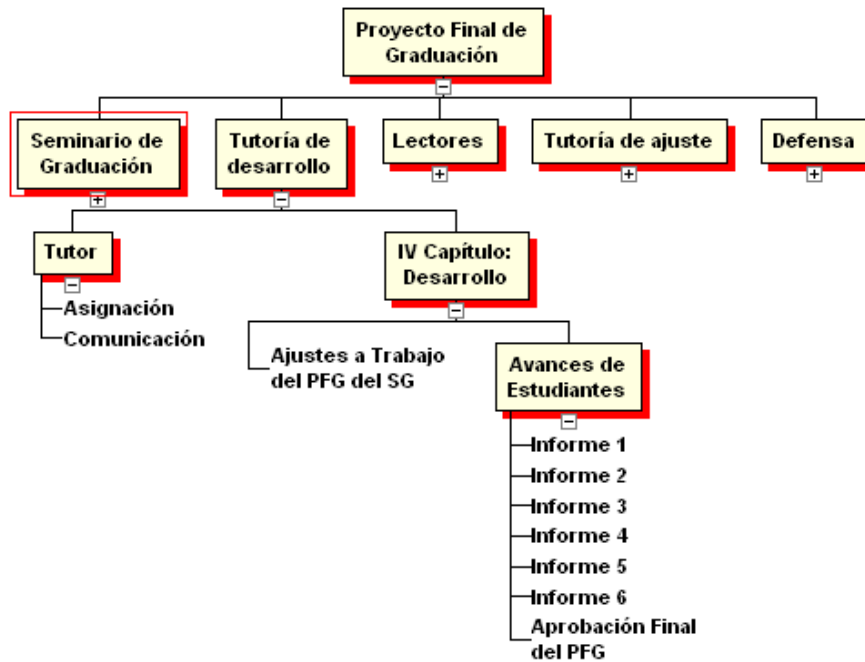 Proyecto Final de
Graduación
Seminario de
Graduación
Tutoría de
desarrollo
Lectores
Tutoría de ajuste
Defensa
Tutor
Asignación
Comunicación
IV Capítulo:
Desarrollo
Ajustes a Trabajo
del PFG del SG
Avances de
Estudiantes
Informe 1
Informe 2
Informe 3
Informe 4
Informe 5
Informe 6
Aprobación Final
del PFG